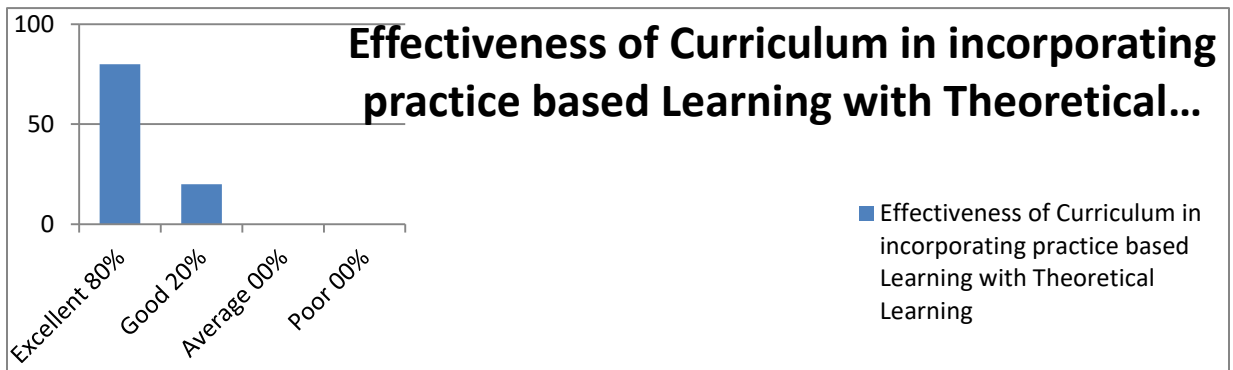 Effectiveness of Curriculum in incorporating
practice based Learning with Theoretical…
100
50
0
Excellent 80%
Good 20%
Average 00%
Poor 00%
Effectiveness of Curriculum in
incorporating practice based
Learning with Theoretical
Learning